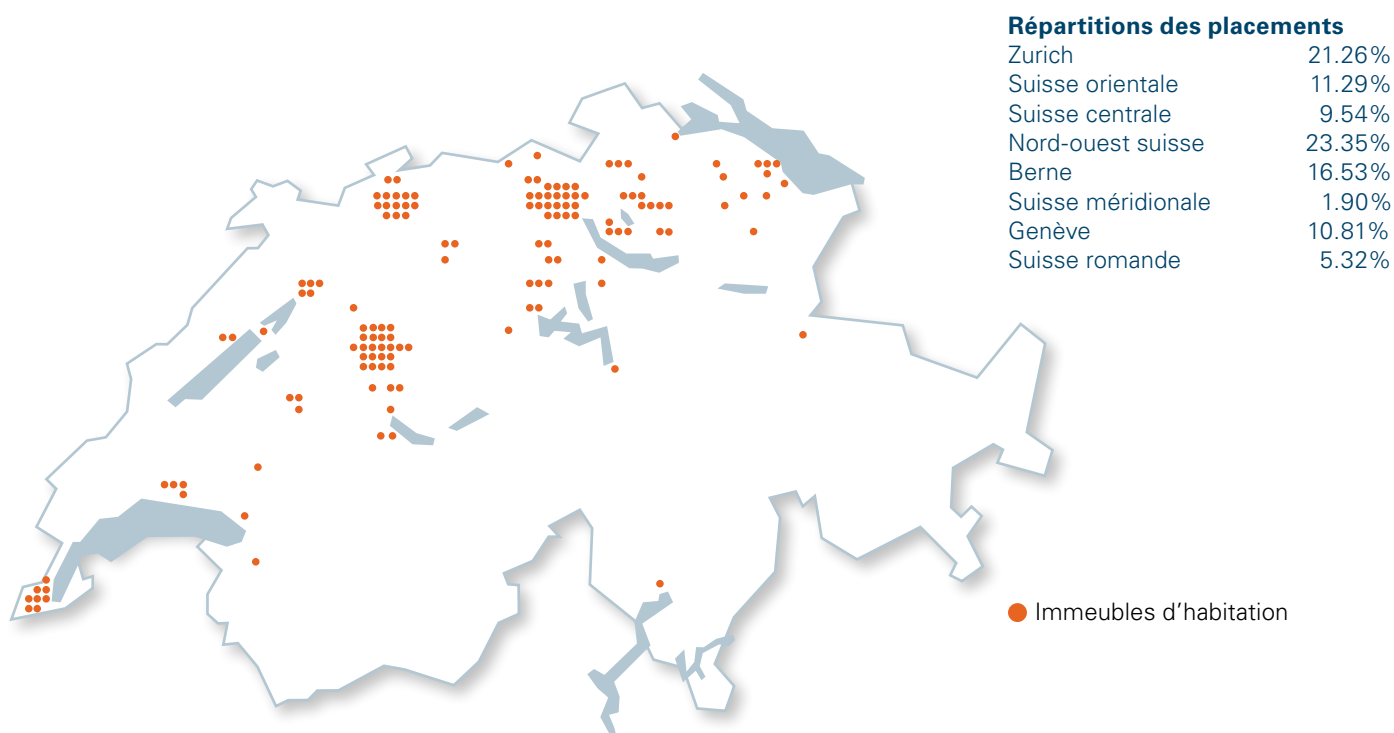 Répartitions des placements
Zurich 21.26%
Suisse orientale 11.29%
Suisse centrale 9.54%
Nord-ouest suisse 23.35%
Berne 16.53%
Suisse méridionale 1.90%
Genève 10.81%
Suisse romande 5.32%
Immeubles d'habitation